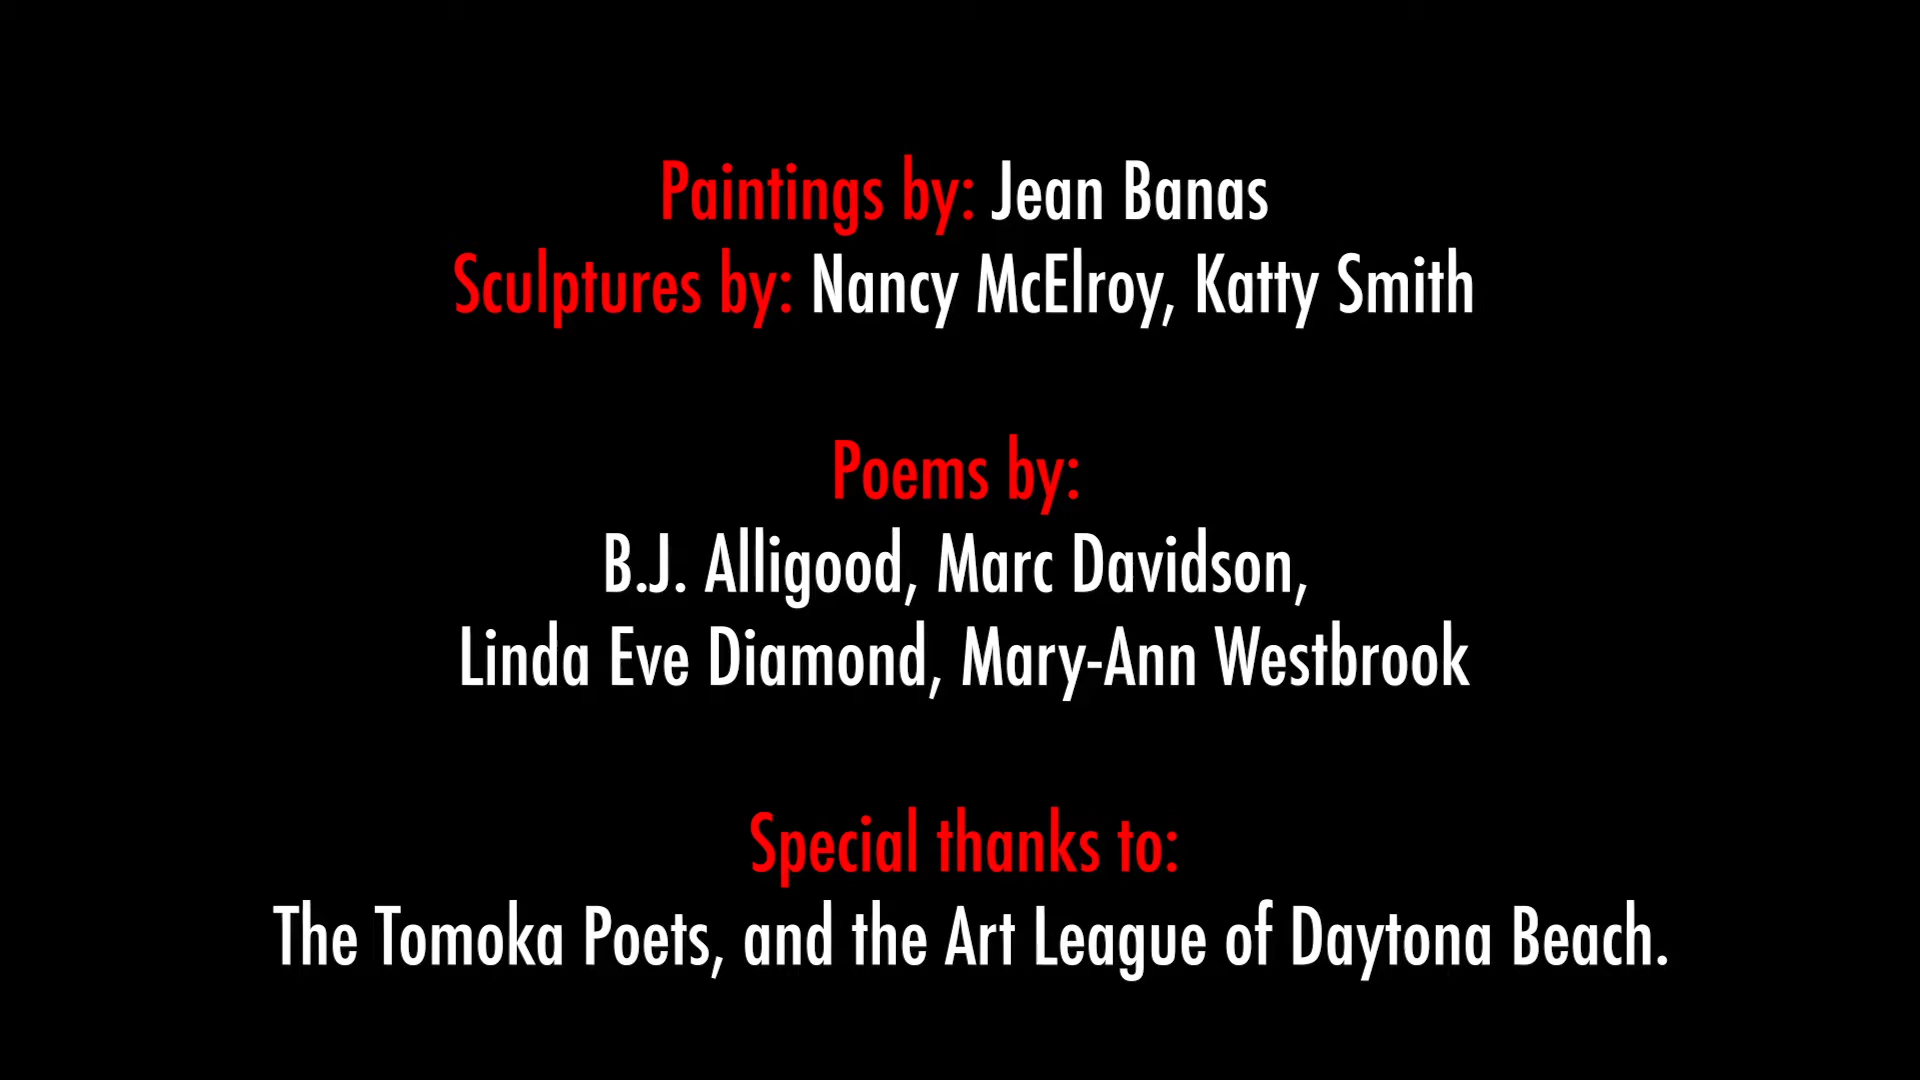 Paintings by: Jean Banas
Sculptures by: Nancy McElroy, Katty Smith
Poems by:
B.J. Alligood, Marc Davidson,
Linda Eve Diamond, Mary-Ann Westbrook
Special thanks to:
The Tomoka Poets, and the Art League of Daytona Beach.